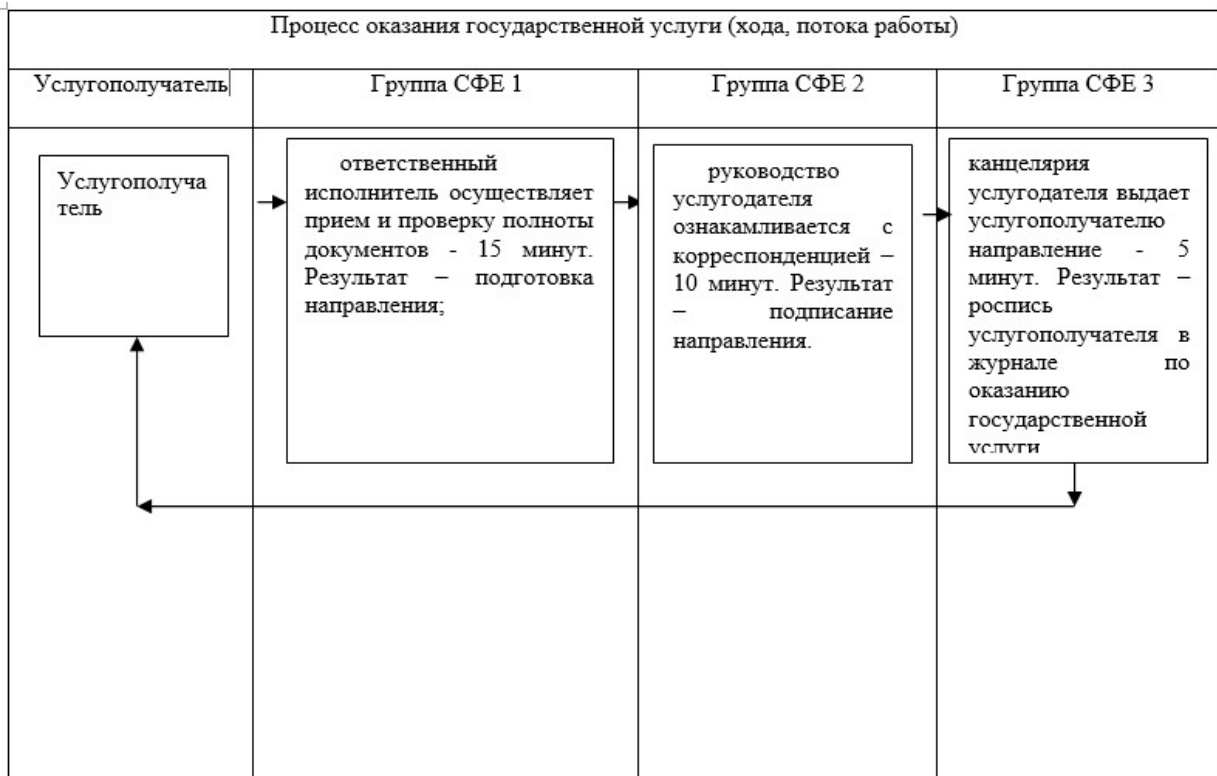 Процесс оказания государственной услуги (хода, потока работы)
Услугополучатель
Группа СФЕ 1
Группа СФЕ 2
Группа СФЕ 3
Услугополуча
тель
ответственный
исполнитель осуществляет
прием и проверку полноты
документов - 15 минут.
Результат – подготовка
направления;
руководство
услугодателя
ознакамливается с
корреспонденцией –
10 минут. Результат
– подписание
направления.
канцелярия
услугодателя выдает
услугополучателю
направление - 5
минут. Результат –
роспись
услугополучателя в
журнале по
оказанию
государственной
услуги